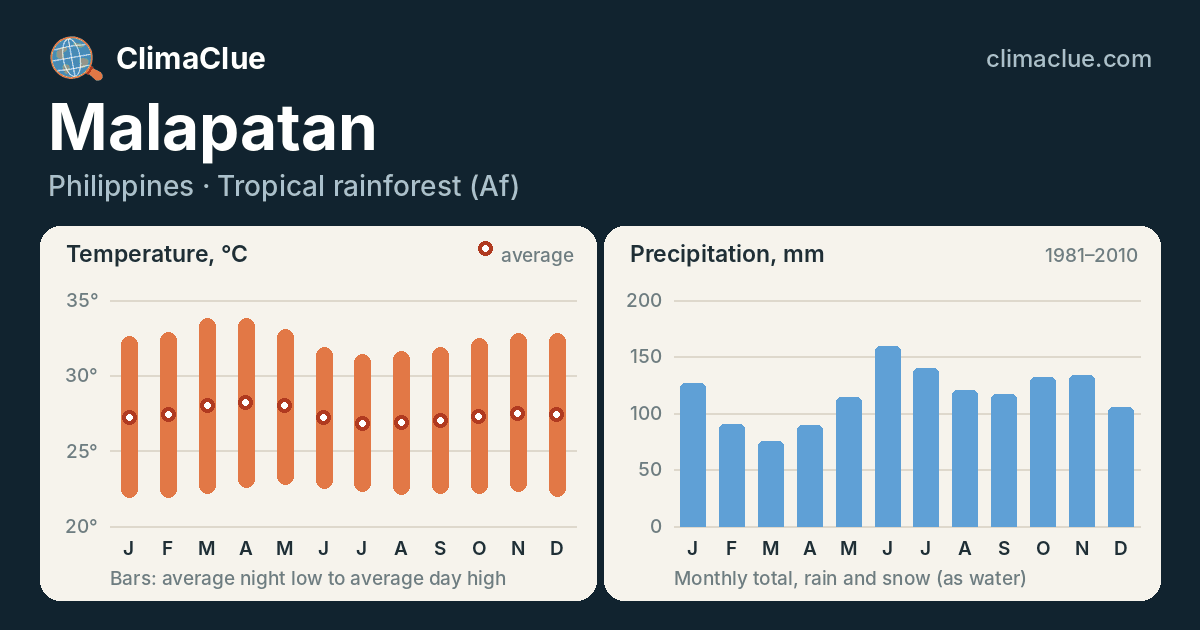 ClimaClue
climaclue.com
Malapatan
Philippines · Tropical rainforest (Af)
Temperature, °C
average
35°
30°
25°
20°
J F M A M J J A S O N D
Bars: average night low to average day high
Precipitation, mm
1981–2010
200
150
100
50
0
J F M A M J J A S O N D
Monthly total, rain and snow (as water)